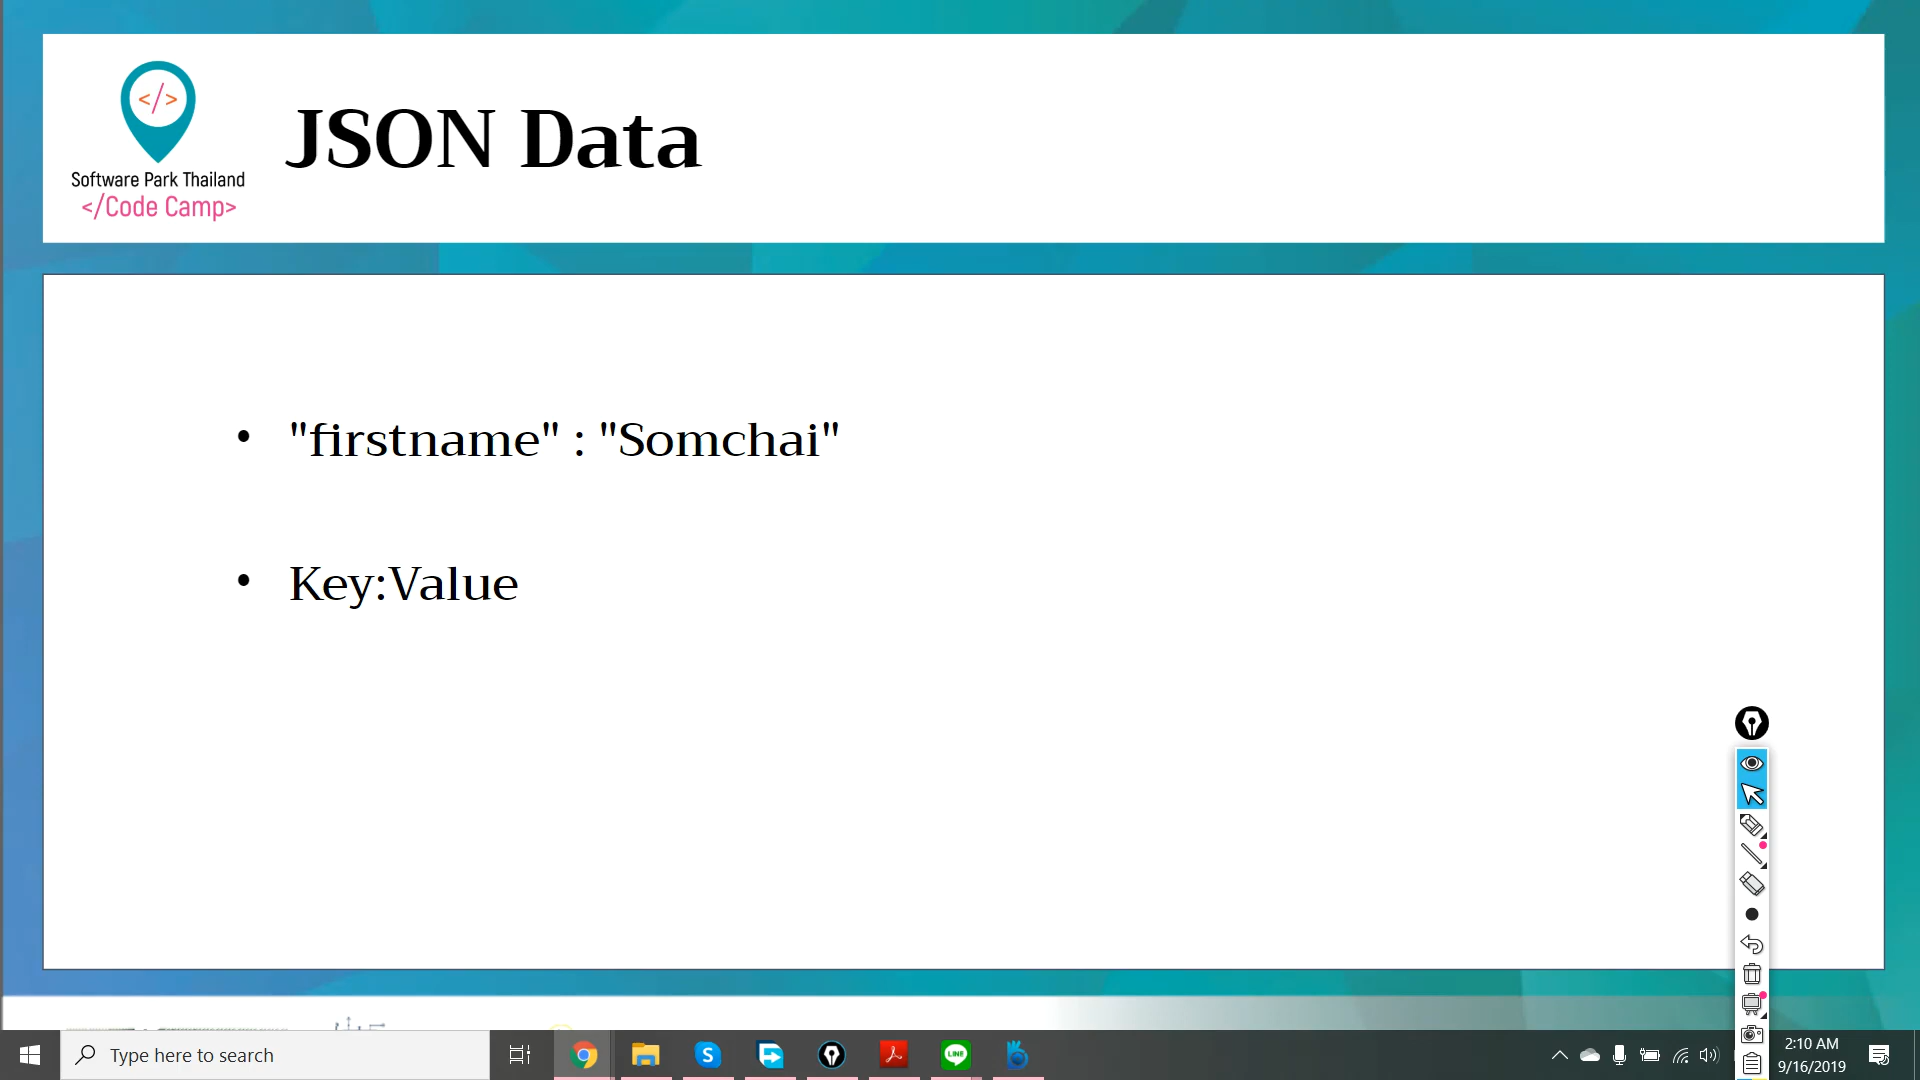 </>
Software Park Thailand
</Code Camp>
JSON Data
• "firstname" : "Somchai"
• Key:Value
Type here to search
S
LINE
2:10 AM
9/16/2019